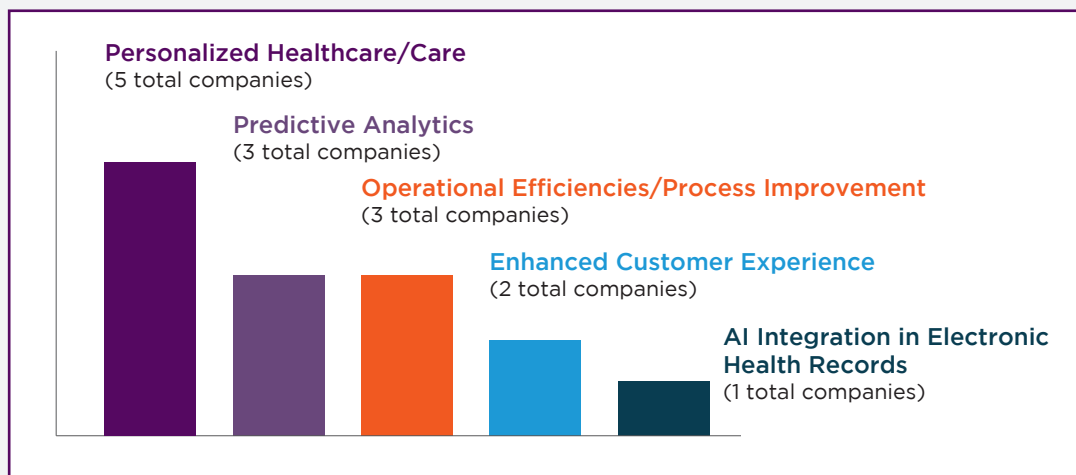 Personalized Healthcare/Care
(5 total companies)
Predictive Analytics
(3 total companies)
Operational Efficiencies/Process Improvement
(3 total companies)
Enhanced Customer Experience
(2 total companies)
AI Integration in Electronic
Health Records
(1 total companies)